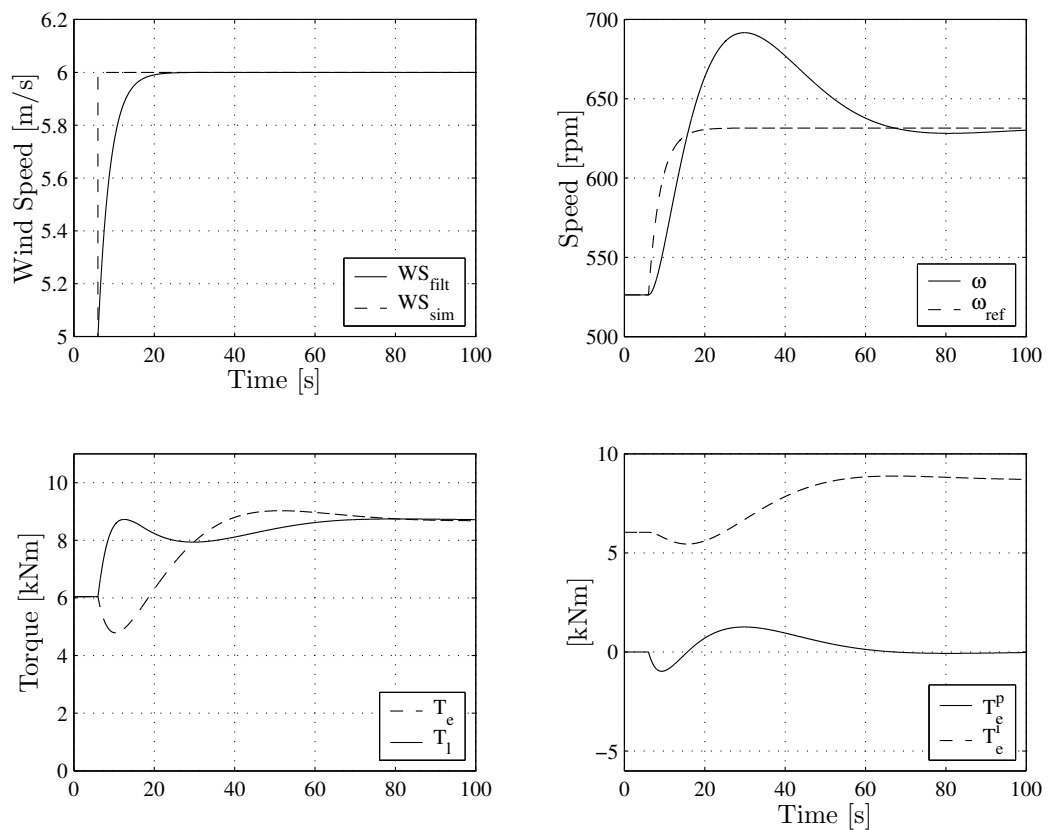 6.2
6
5.8
5.6
5.4
5.2
5
0 20 40 60 80 100
Wind Speed [m/s]
Time [s]
WS_filt
WS_sim
700
650
600
550
500
0 20 40 60 80 100
Speed [rpm]
ω
ω_ref
10
8
6
4
2
0
0 20 40 60 80 100
Torque [kNm]
T_e
T_l
10
5
0
−5
0 20 40 60 80 100
[kNm]
Time [s]
T_e^p
T_e^i